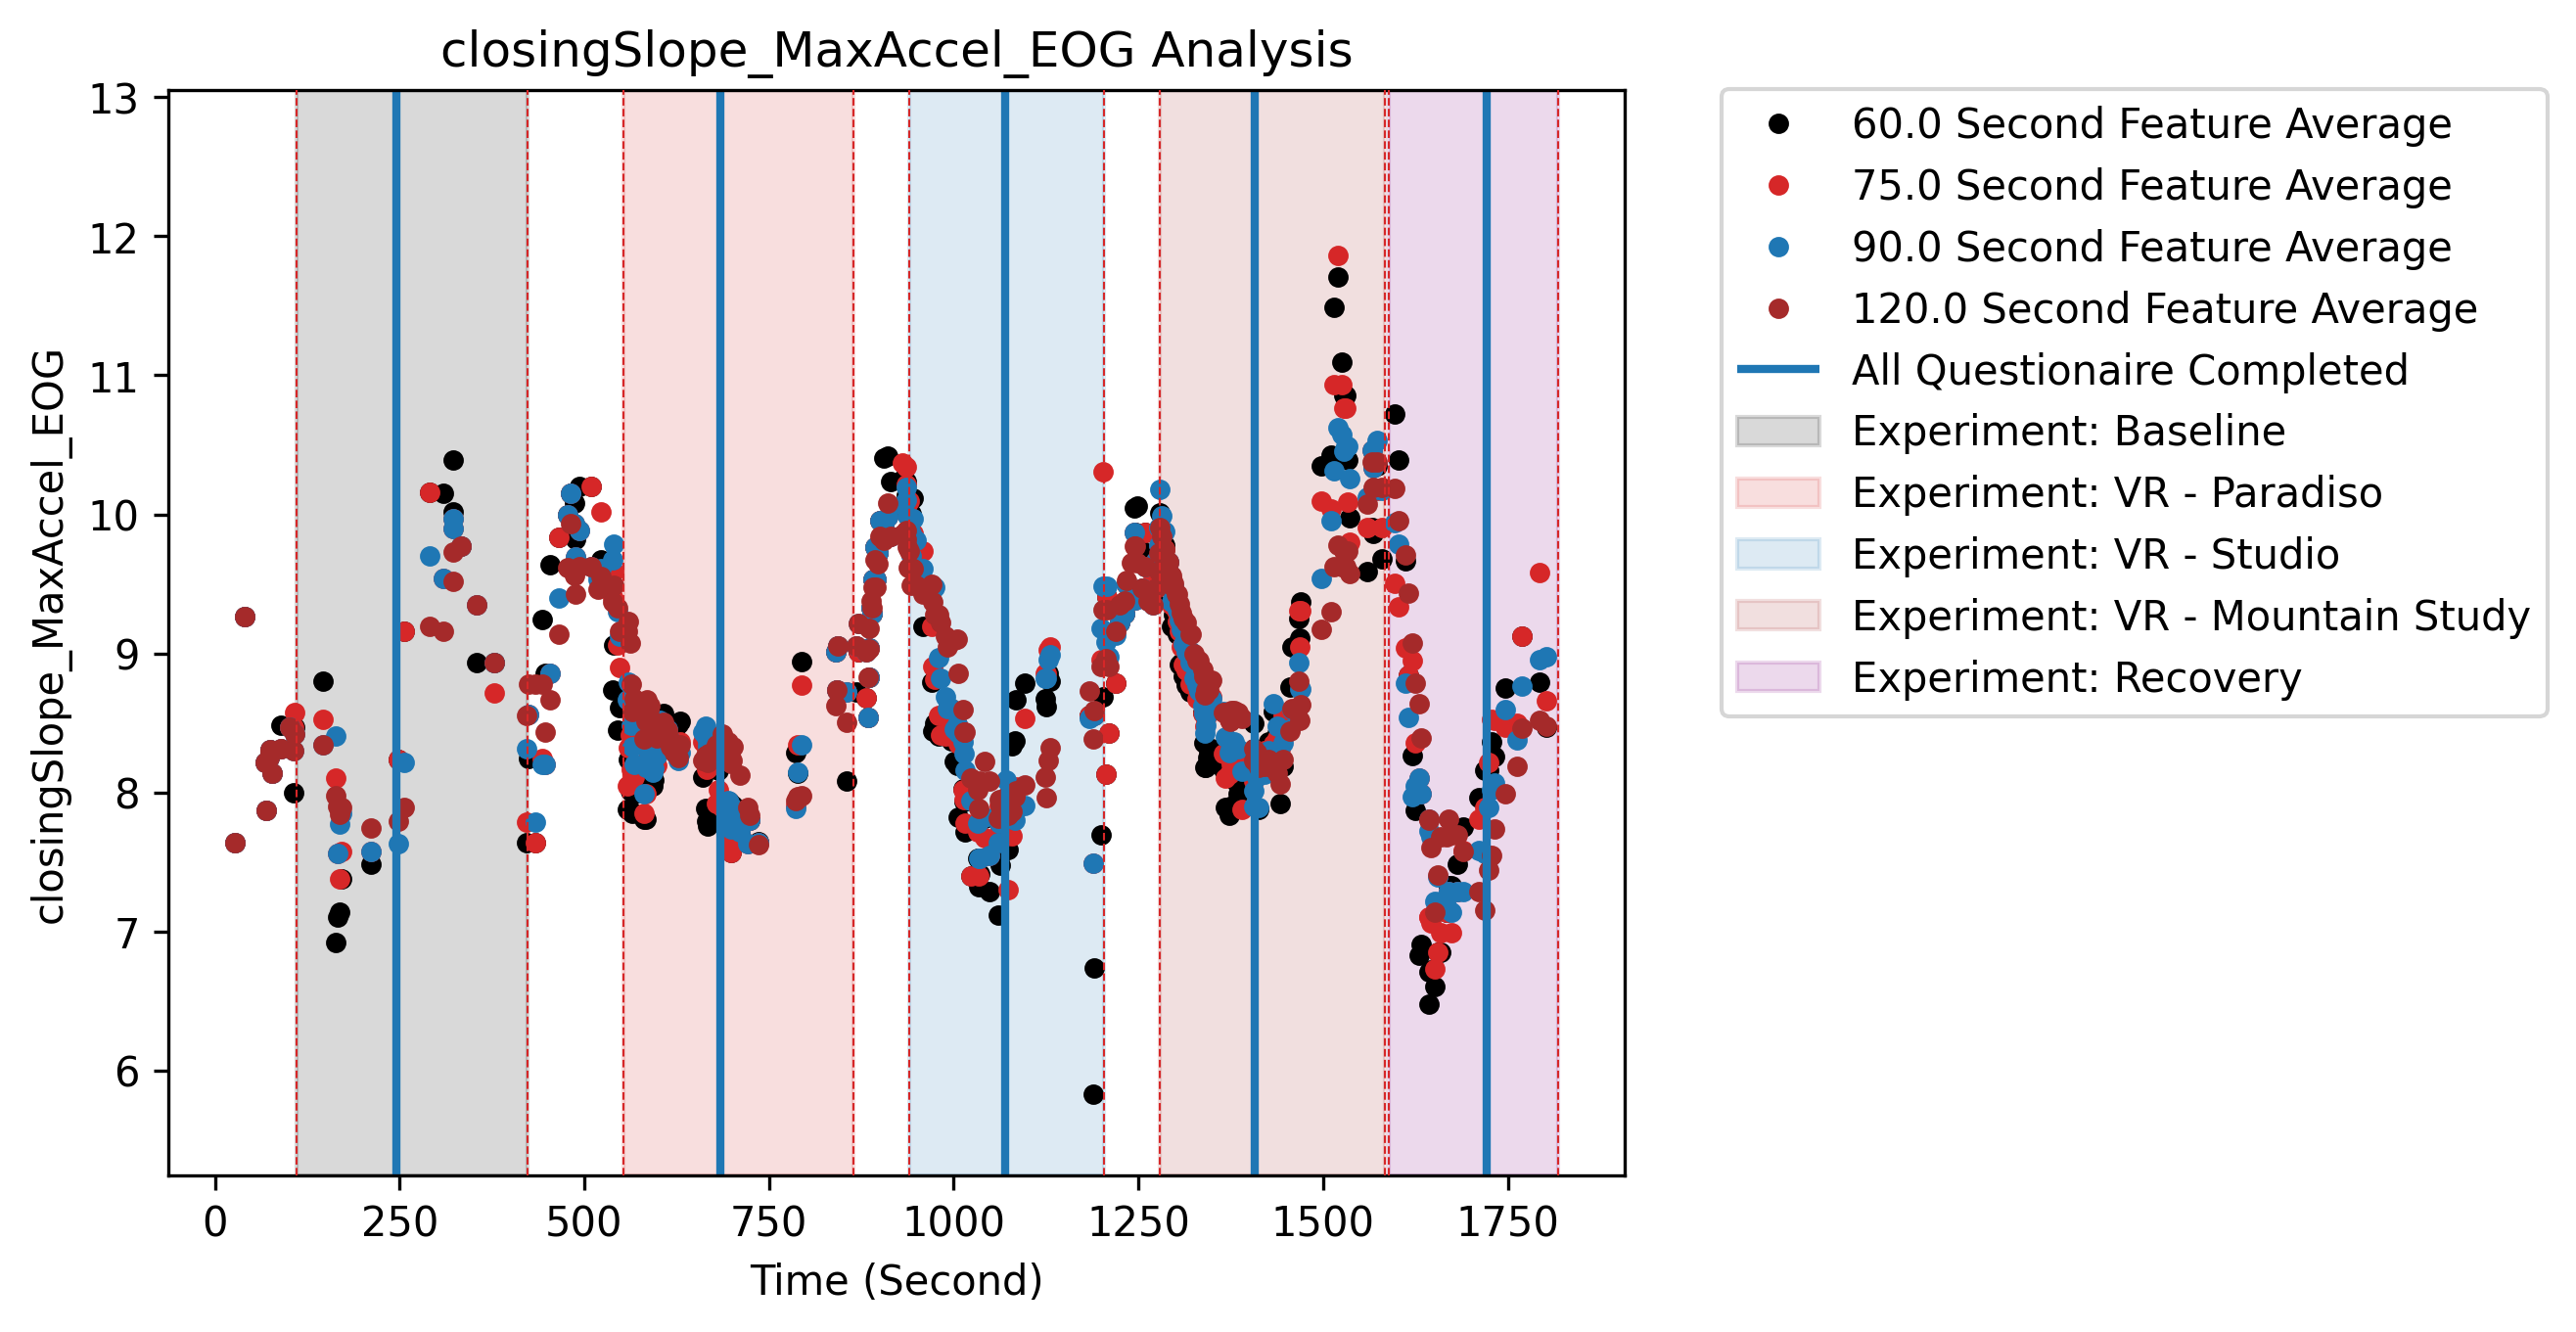 closingSlope_MaxAccel_EOG Analysis
closingSlope_MaxAccel_EOG
13
12
11
10
9
8
7
6
0 250 500 750 1000 1250 1500 1750
Time (Second)
60.0 Second Feature Average
75.0 Second Feature Average
90.0 Second Feature Average
120.0 Second Feature Average
All Questionaire Completed
Experiment: Baseline
Experiment: VR - Paradiso
Experiment: VR - Studio
Experiment: VR - Mountain Study
Experiment: Recovery